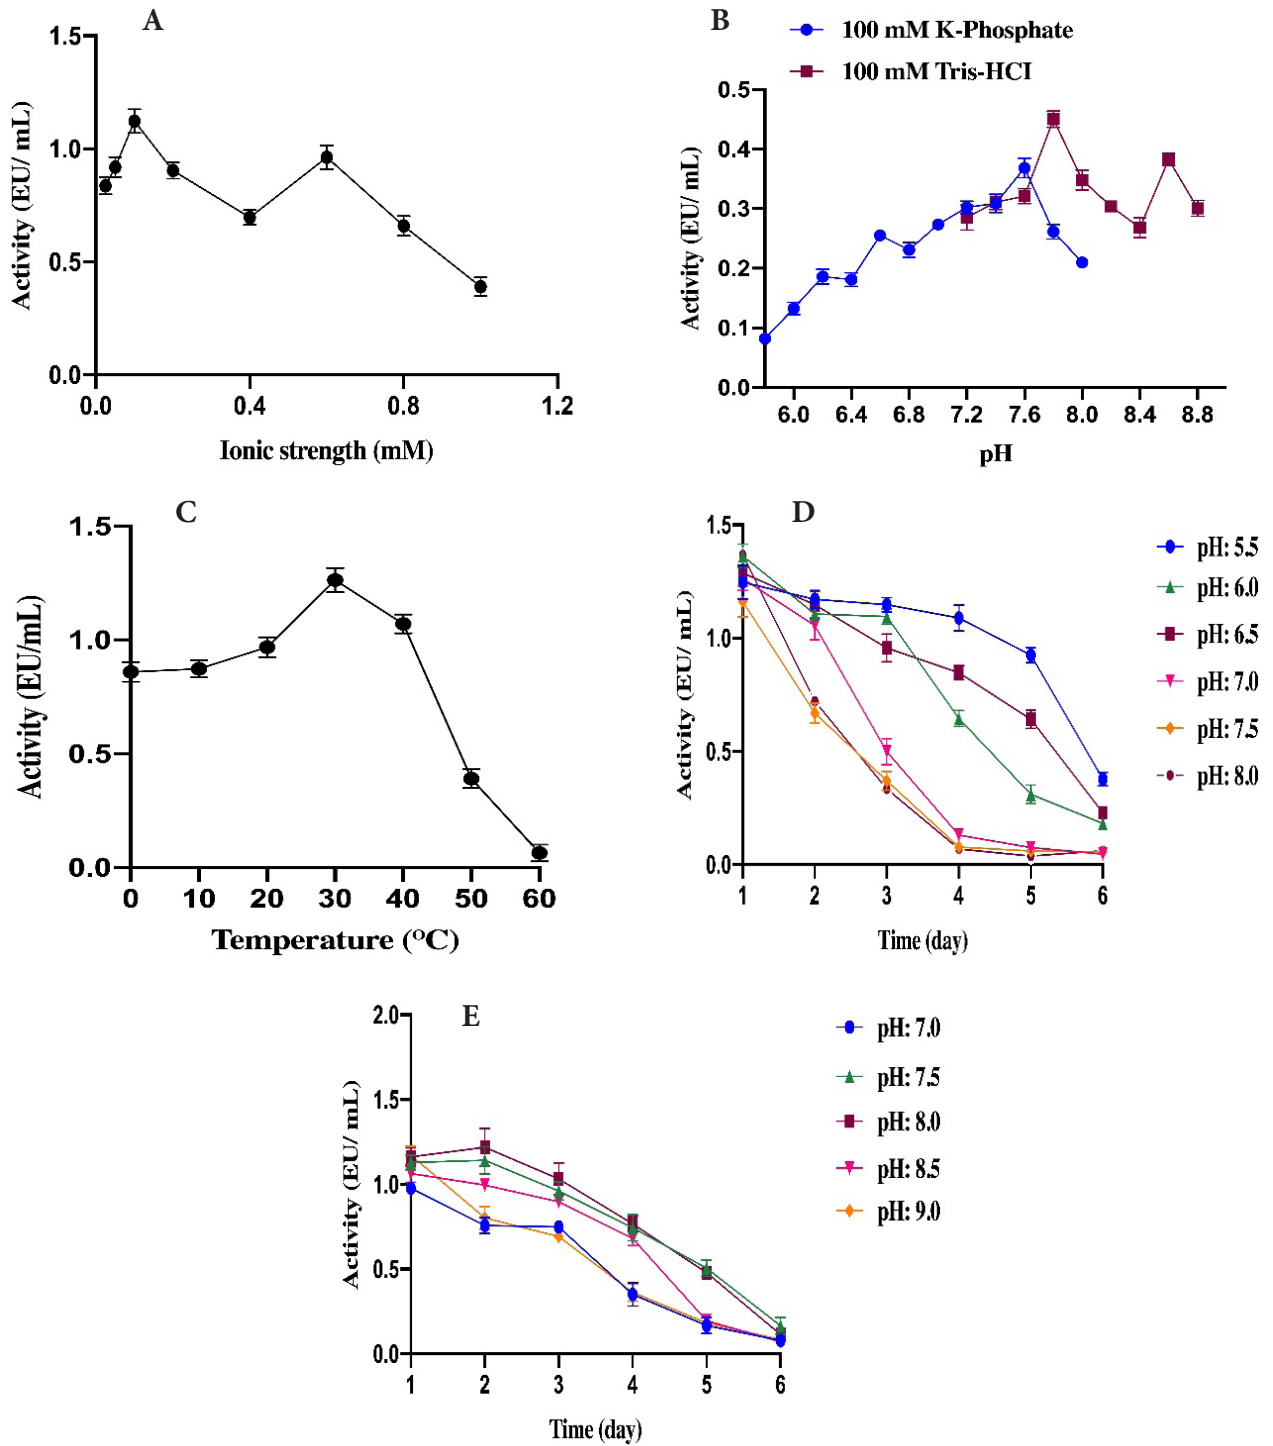 A
1.5
1.0
0.5
0.0
Activity (EU/ mL)
0.0 0.4 0.8 1.2
Ionic strength (mM)
B
100 mM K-Phosphate
100 mM Tris-HCI
0.5
0.4
0.3
0.2
0.1
0.0
Activity (EU/ mL)
6.0 6.4 6.8 7.2 7.6 8.0 8.4 8.8
pH
C
1.5
1.0
0.5
0.0
Activity (EU/mL)
0 10 20 30 40 50 60
Temperature (°C)
D
1.5
1.0
0.5
0.0
Activity (EU/ mL)
1 2 3 4 5 6
Time (day)
pH: 5.5
pH: 6.0
pH: 6.5
pH: 7.0
pH: 7.5
pH: 8.0
E
2.0
1.5
1.0
0.5
0.0
Activity (EU/ mL)
1 2 3 4 5 6
Time (day)
pH: 7.0
pH: 7.5
pH: 8.0
pH: 8.5
pH: 9.0